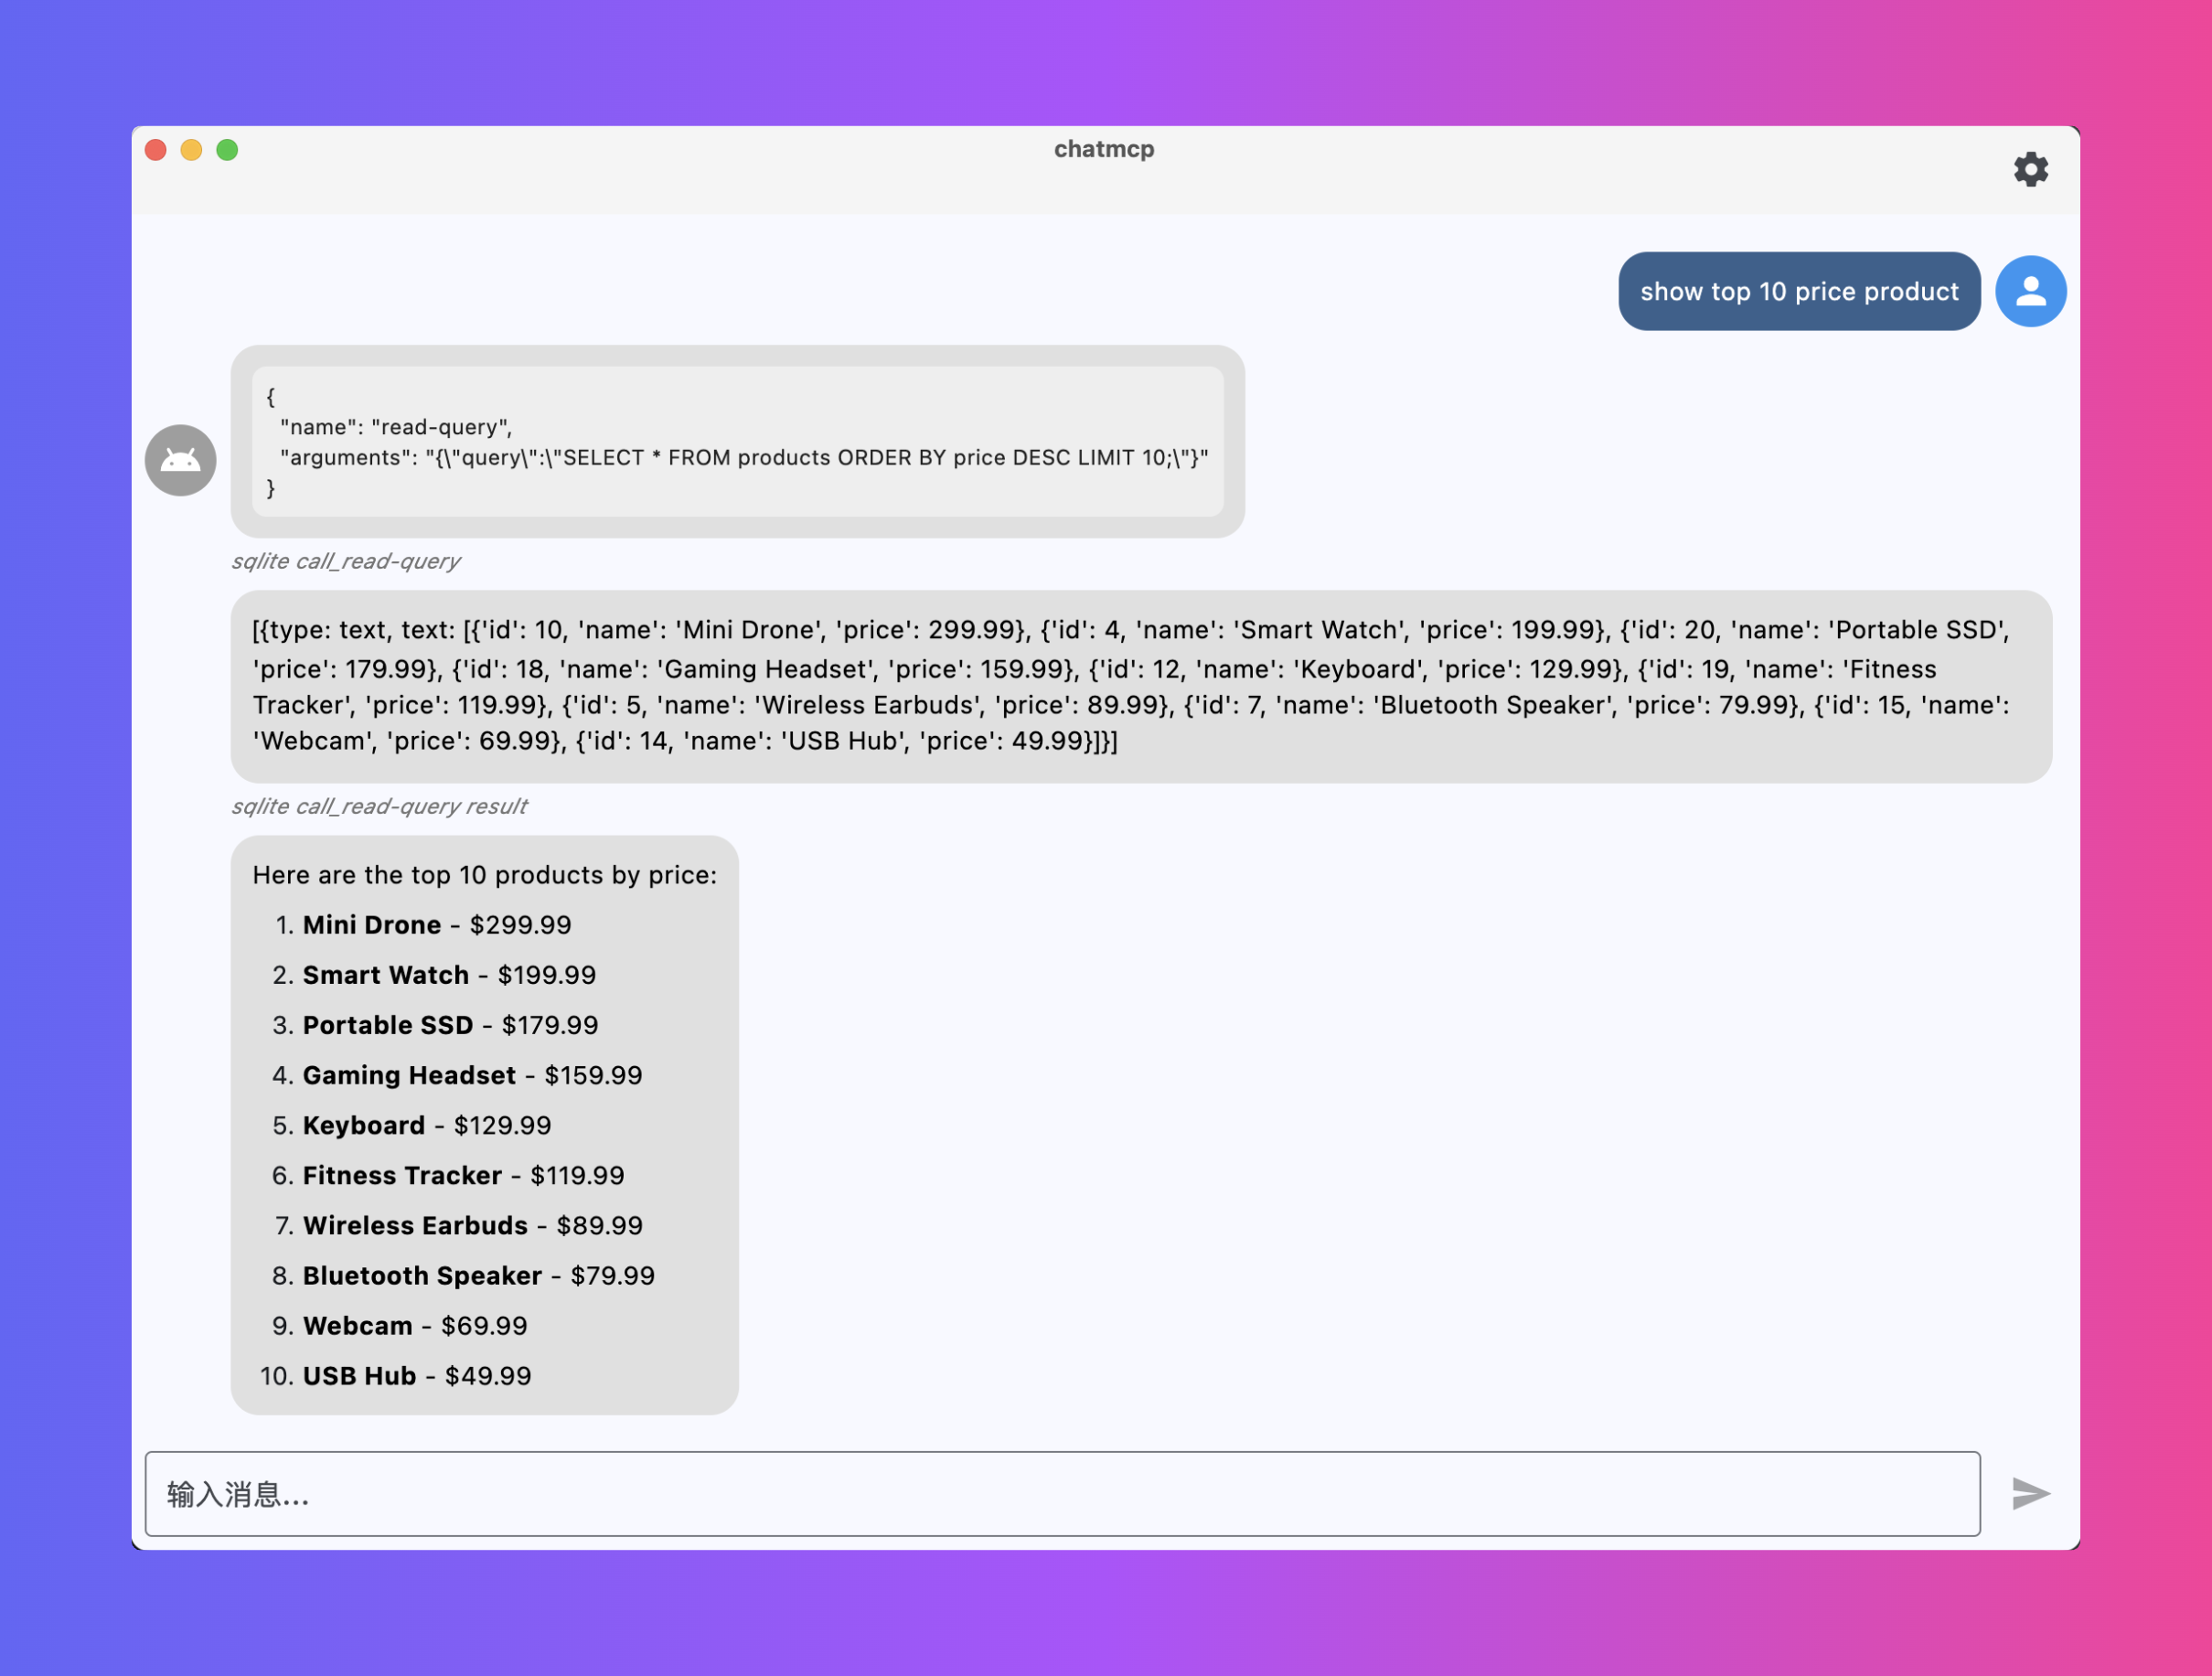 chatmcp
show top 10 price product
{
"name": "read-query",
"arguments": "{\"query\":\"SELECT * FROM products ORDER BY price DESC LIMIT 10;\"}"
}
sqlite call_read-query
[{type: text, text: [{'id': 10, 'name': 'Mini Drone', 'price': 299.99}, {'id': 4, 'name': 'Smart Watch', 'price': 199.99}, {'id': 20, 'name': 'Portable SSD',
'price': 179.99}, {'id': 18, 'name': 'Gaming Headset', 'price': 159.99}, {'id': 12, 'name': 'Keyboard', 'price': 129.99}, {'id': 19, 'name': 'Fitness
Tracker', 'price': 119.99}, {'id': 5, 'name': 'Wireless Earbuds', 'price': 89.99}, {'id': 7, 'name': 'Bluetooth Speaker', 'price': 79.99}, {'id': 15, 'name':
'Webcam', 'price': 69.99}, {'id': 14, 'name': 'USB Hub', 'price': 49.99}]}]
sqlite call_read-query result
Here are the top 10 products by price:
1. Mini Drone - $299.99
2. Smart Watch - $199.99
3. Portable SSD - $179.99
4. Gaming Headset - $159.99
5. Keyboard - $129.99
6. Fitness Tracker - $119.99
7. Wireless Earbuds - $89.99
8. Bluetooth Speaker - $79.99
9. Webcam - $69.99
10. USB Hub - $49.99
输入消息...